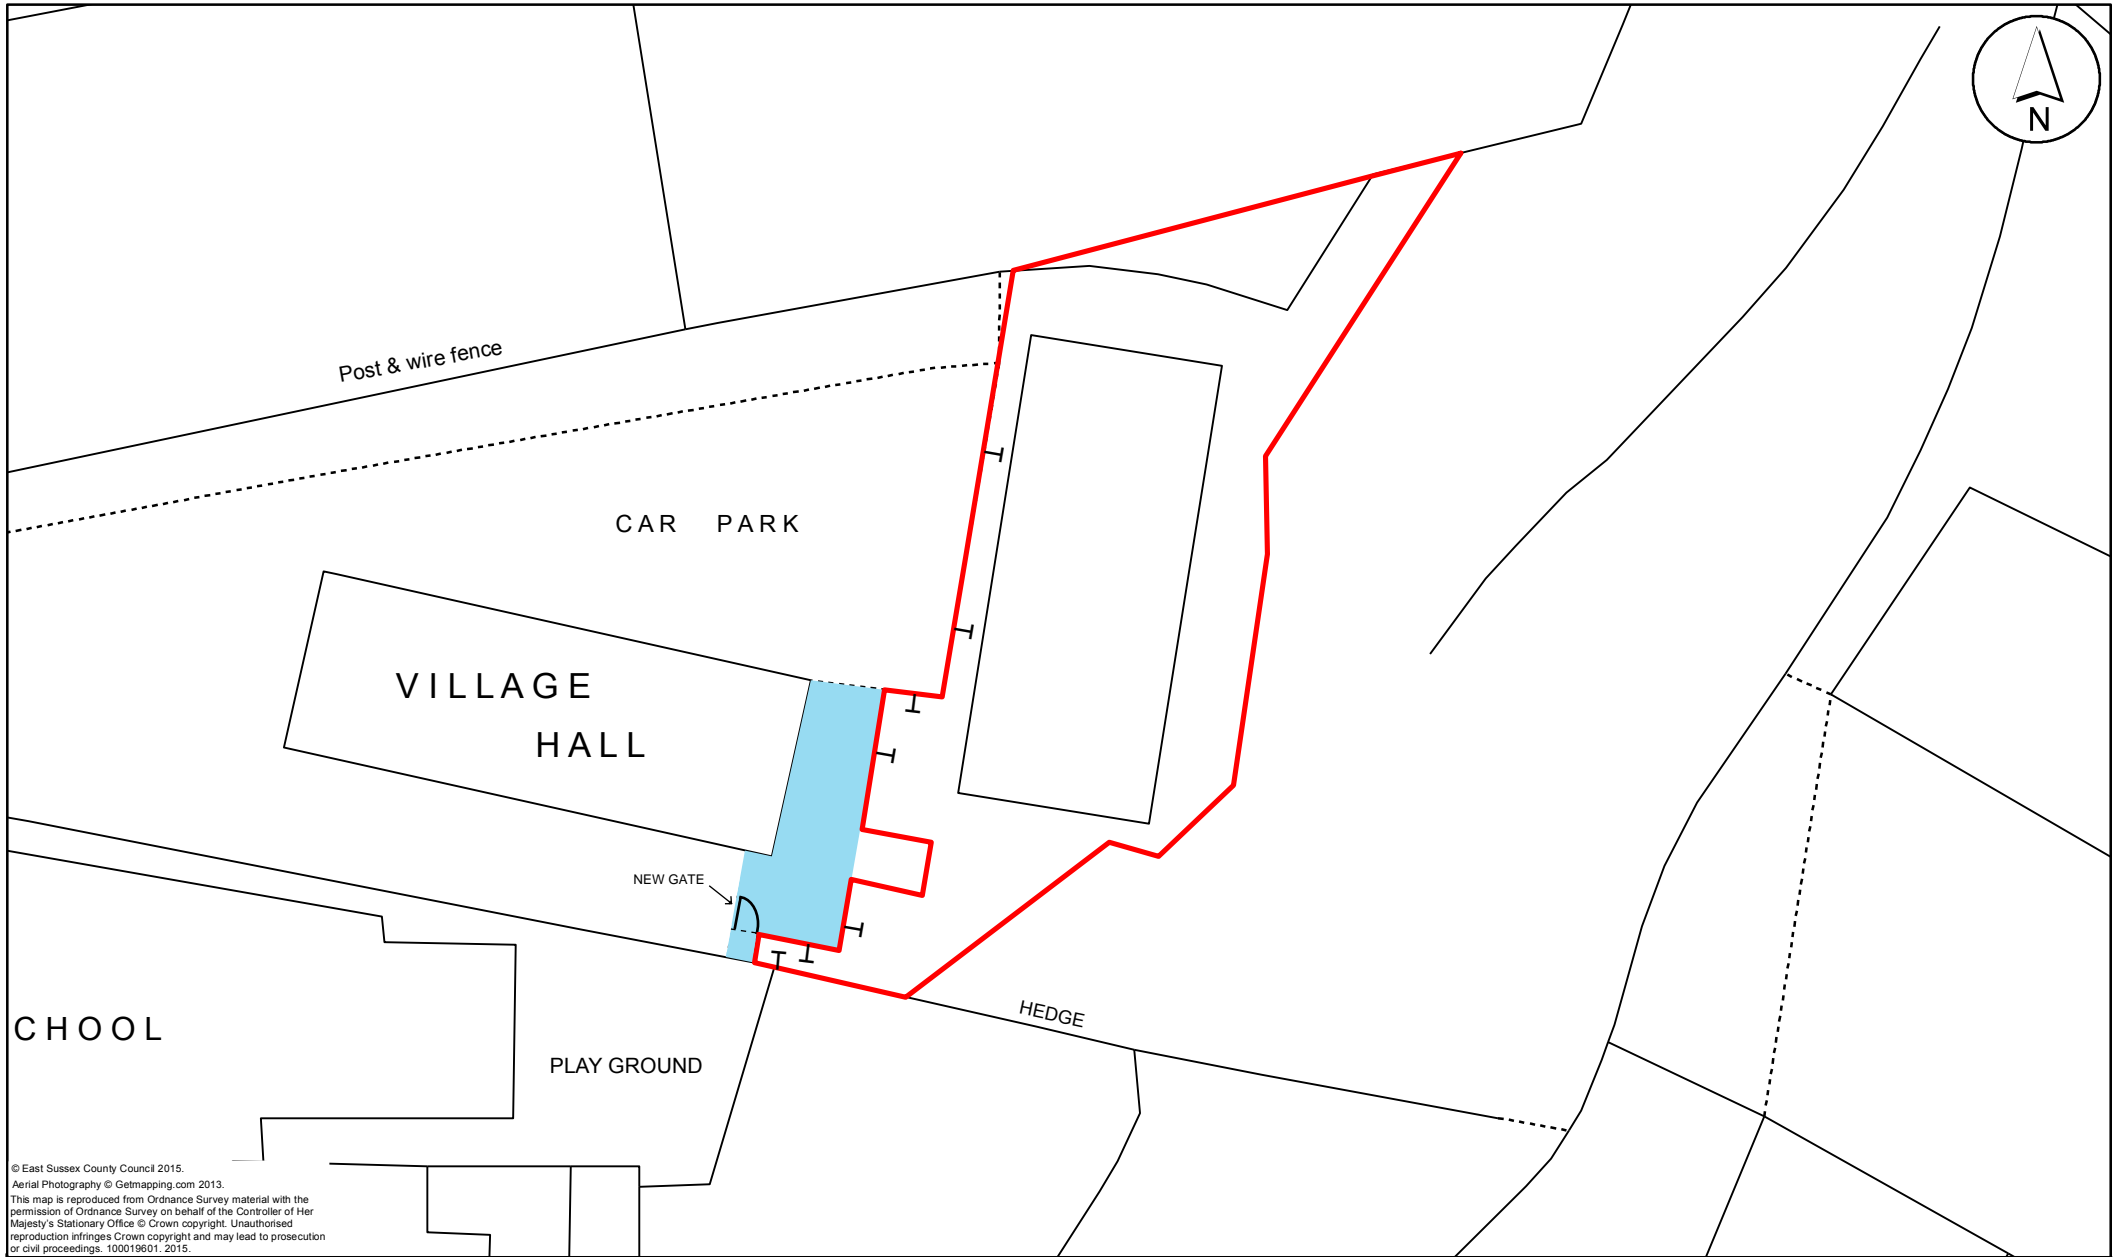 N
Post & wire fence
CAR PARK
VILLAGE
HALL
NEW GATE
HEDGE
CHOOL
PLAY GROUND
© East Sussex County Council 2015.
Aerial Photography © Getmapping.com 2013.
This map is reproduced from Ordnance Survey material with the
permission of Ordnance Survey on behalf of the Controller of Her
Majesty's Stationary Office © Crown copyright. Unauthorised
reproduction infringes Crown copyright and may lead to prosecution
or civil proceedings. 100019601. 2015.